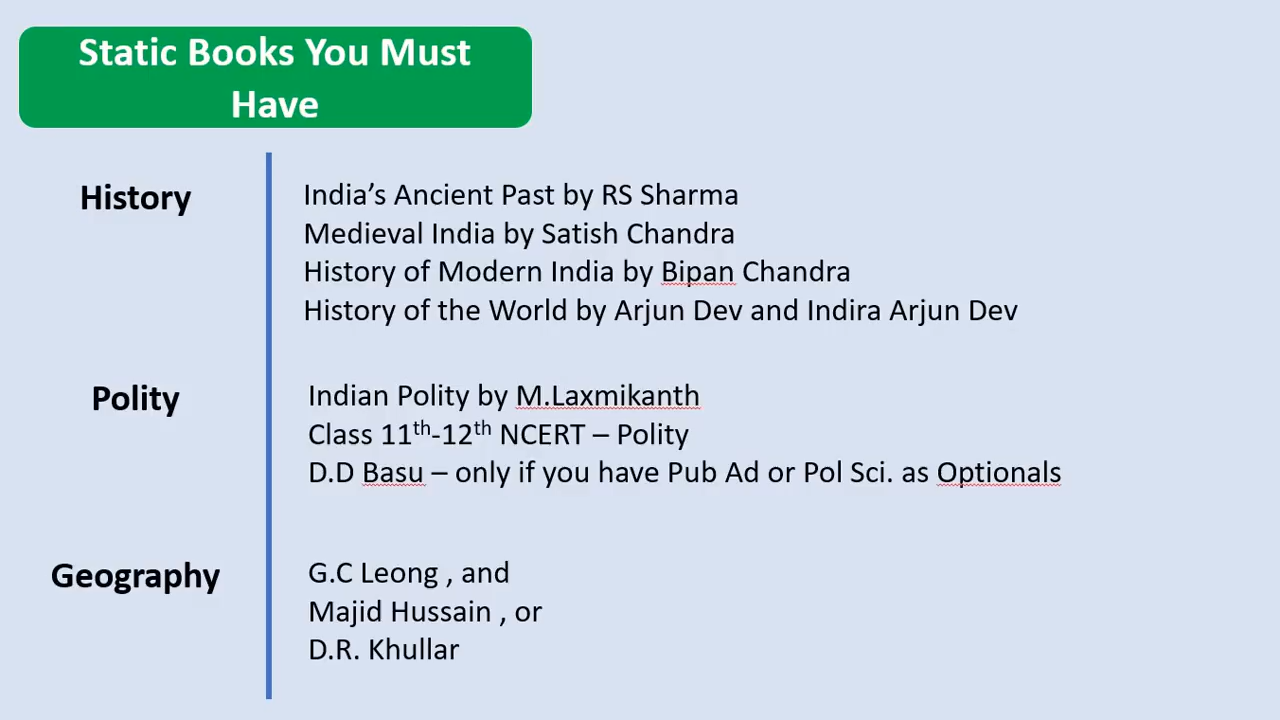 Static Books You Must
Have
History
India’s Ancient Past by RS Sharma
Medieval India by Satish Chandra
History of Modern India by Bipan Chandra
History of the World by Arjun Dev and Indira Arjun Dev
Polity
Indian Polity by M.Laxmikanth
Class 11th-12th NCERT – Polity
D.D Basu – only if you have Pub Ad or Pol Sci. as Optionals
Geography
G.C Leong , and
Majid Hussain , or
D.R. Khullar